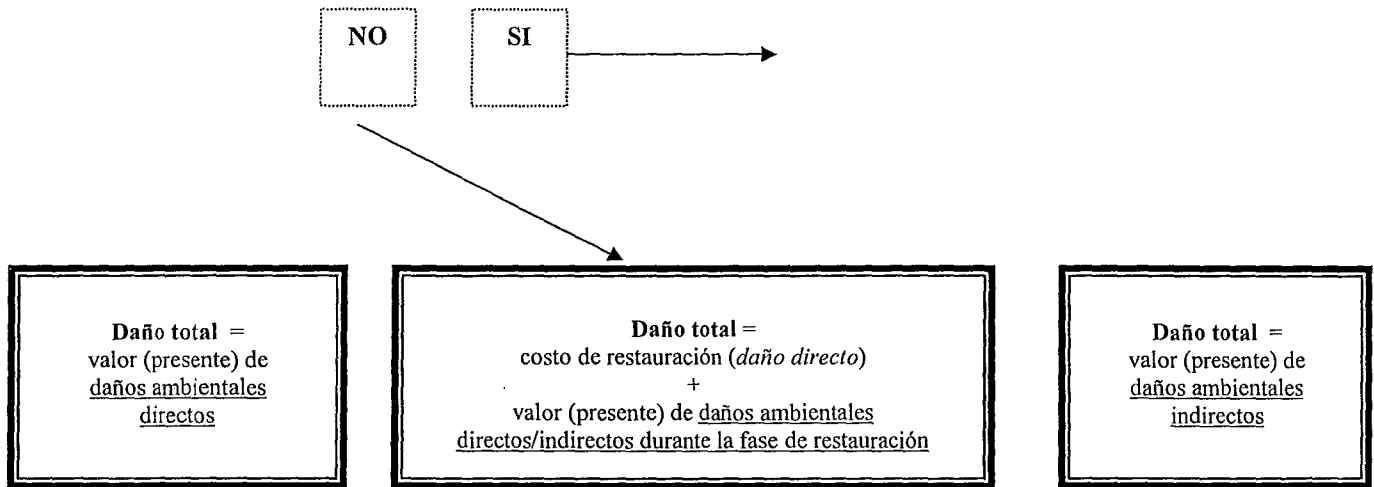 NO
SI
Daño total =
valor (presente) de
daños ambientales
directos
Daño total =
costo de restauración (daño directo)
+
valor (presente) de daños ambientales
directos/indirectos durante la fase de restauración
Daño total =
valor (presente) de
daños ambientales
indirectos